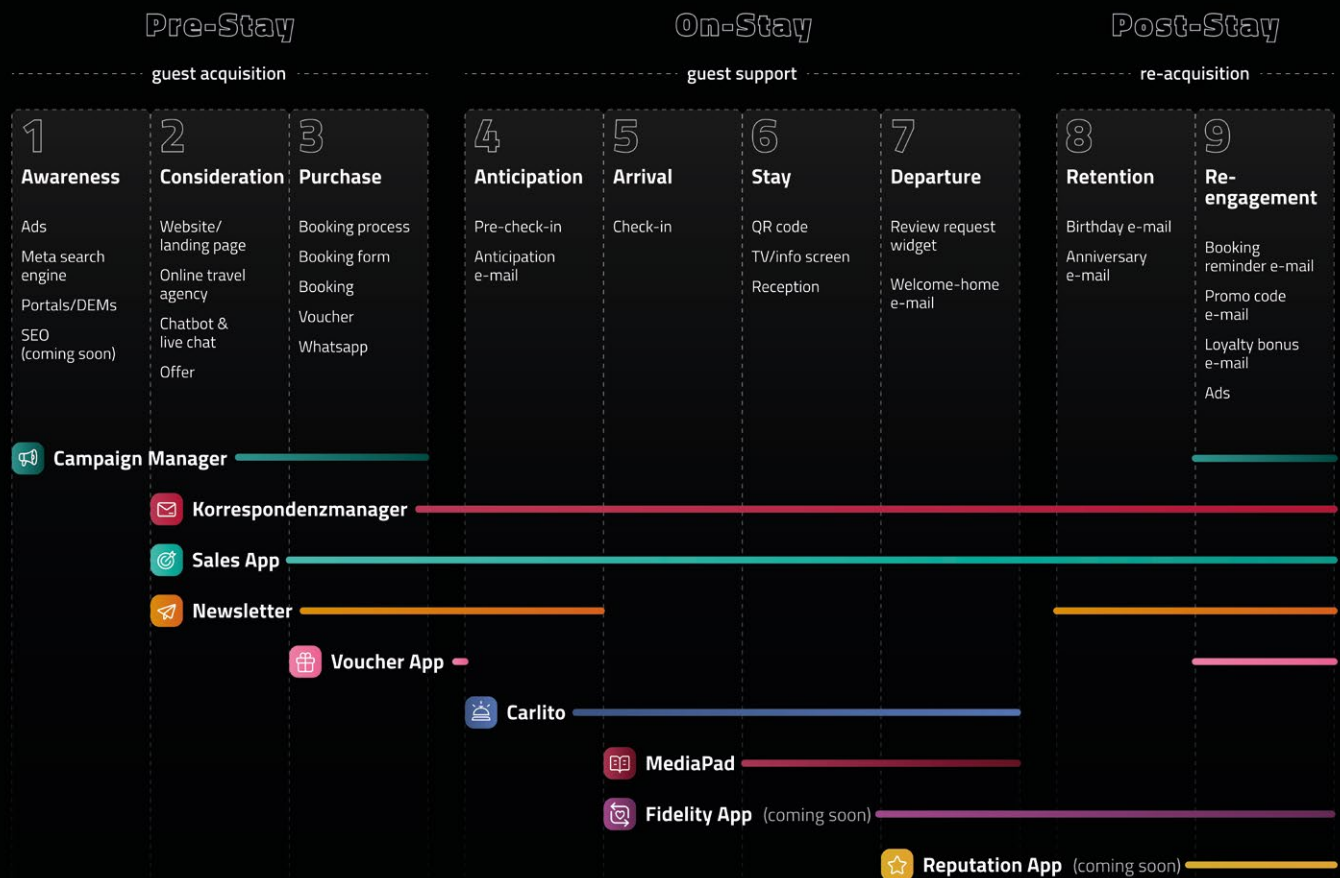 Pre-Stay
On-Stay
Post-Stay
guest acquisition
guest support
re-acquisition
1
Awareness
Ads
Meta search
engine
Portals/DEMs
SEO
(coming soon)
2
Consideration
Website/
landing page
Online travel
agency
Chatbot &
live chat
Offer
3
Purchase
Booking process
Booking form
Booking
Voucher
Whatsapp
4
Anticipation
Pre-check-in
Anticipation
e-mail
5
Arrival
Check-in
6
Stay
QR code
TV/info screen
Reception
7
Departure
Review request
widget
Welcome-home
e-mail
8
Retention
Birthday e-mail
Anniversary
e-mail
9
Re-
engagement
Booking
reminder e-mail
Promo code
e-mail
Loyalty bonus
e-mail
Ads
Campaign Manager
Korrespondenzmanager
Sales App
Newsletter
Voucher App
Carlito
MediaPad
Fidelity App (coming soon)
Reputation App (coming soon)